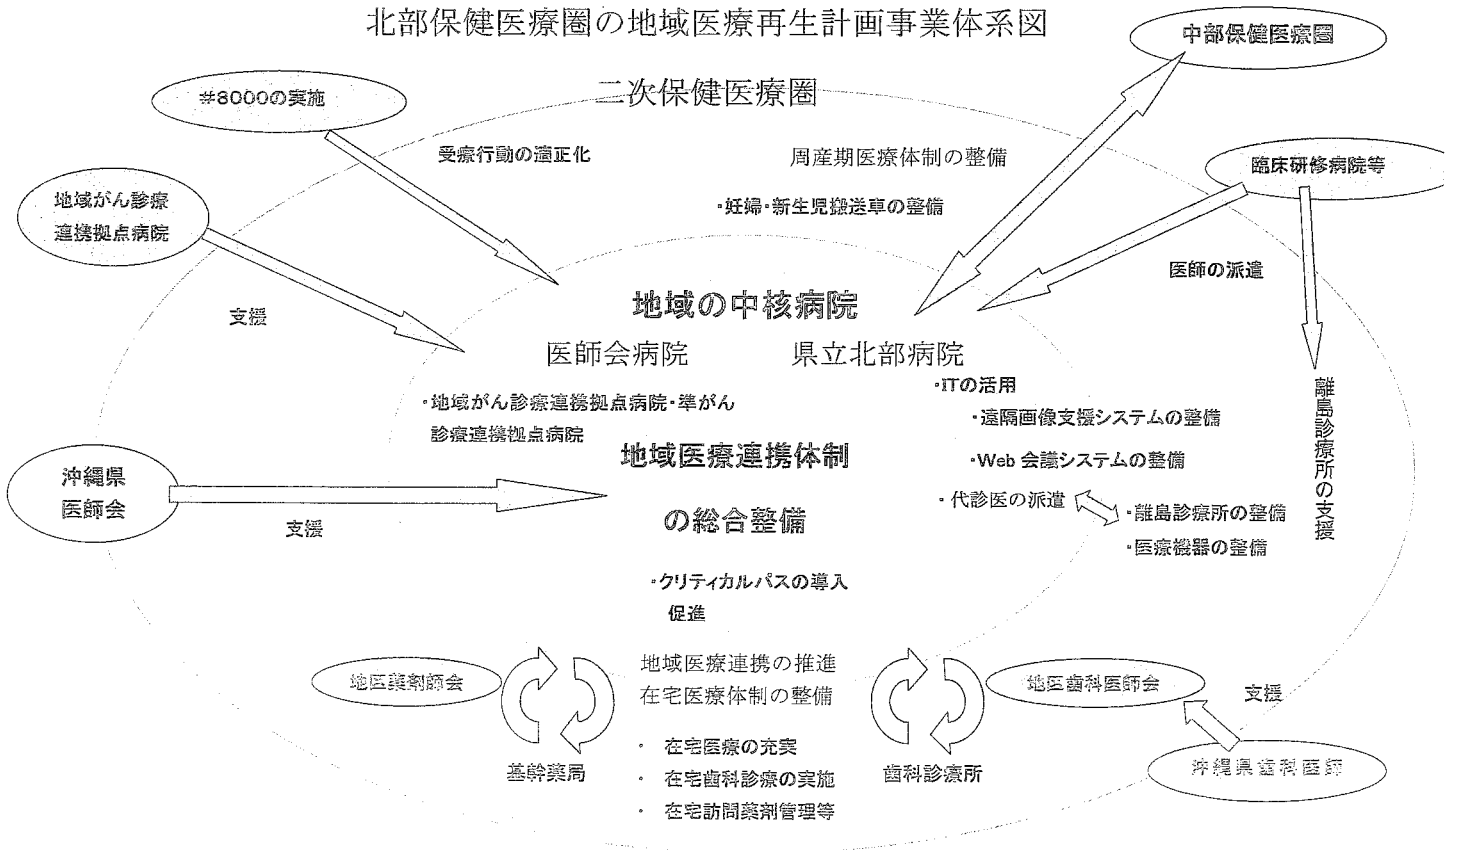 北部保健医療圏の地域医療再生計画事業体系図
中部保健医療圏
二次保健医療圏
#8000の実施
受療行動の適正化
周産期医療体制の整備
臨床研修病院等
地域がん診療
連携拠点病院
・妊婦・新生児搬送車の整備
医師の派遣
支援
地域の中核病院
医師会病院
県立北部病院
・ITの活用
・地域がん診療連携拠点病院・準がん
診療連携拠点病院
・遠隔画像支援システムの整備
離島診療所の支援
地域医療連携体制
・Web 会議システムの整備
沖縄県
医師会
支援
の総合整備
・代診医の派遣
・離島診療所の整備
・医療機器の整備
・クリティカルパスの導入
促進
地区薬剤師会
地域医療連携の推進
在宅医療体制の整備
地区歯科医師会
支援
基幹薬局
・ 在宅医療の充実
・ 在宅歯科診療の実施
・ 在宅訪問薬剤管理等
歯科診療所
沖縄県歯科医師